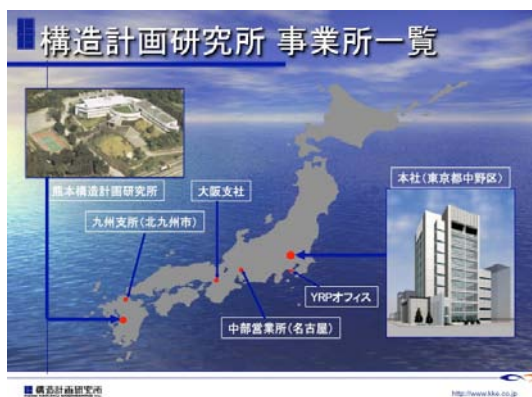 構造計画研究所 事業所一覧
熊本構造計画研究所
大阪支社
本社(東京都中野区)
九州支所(北九州市)
YRPオフィス
中部営業所(名古屋)
構造計画研究所
http://www.kke.co.jp